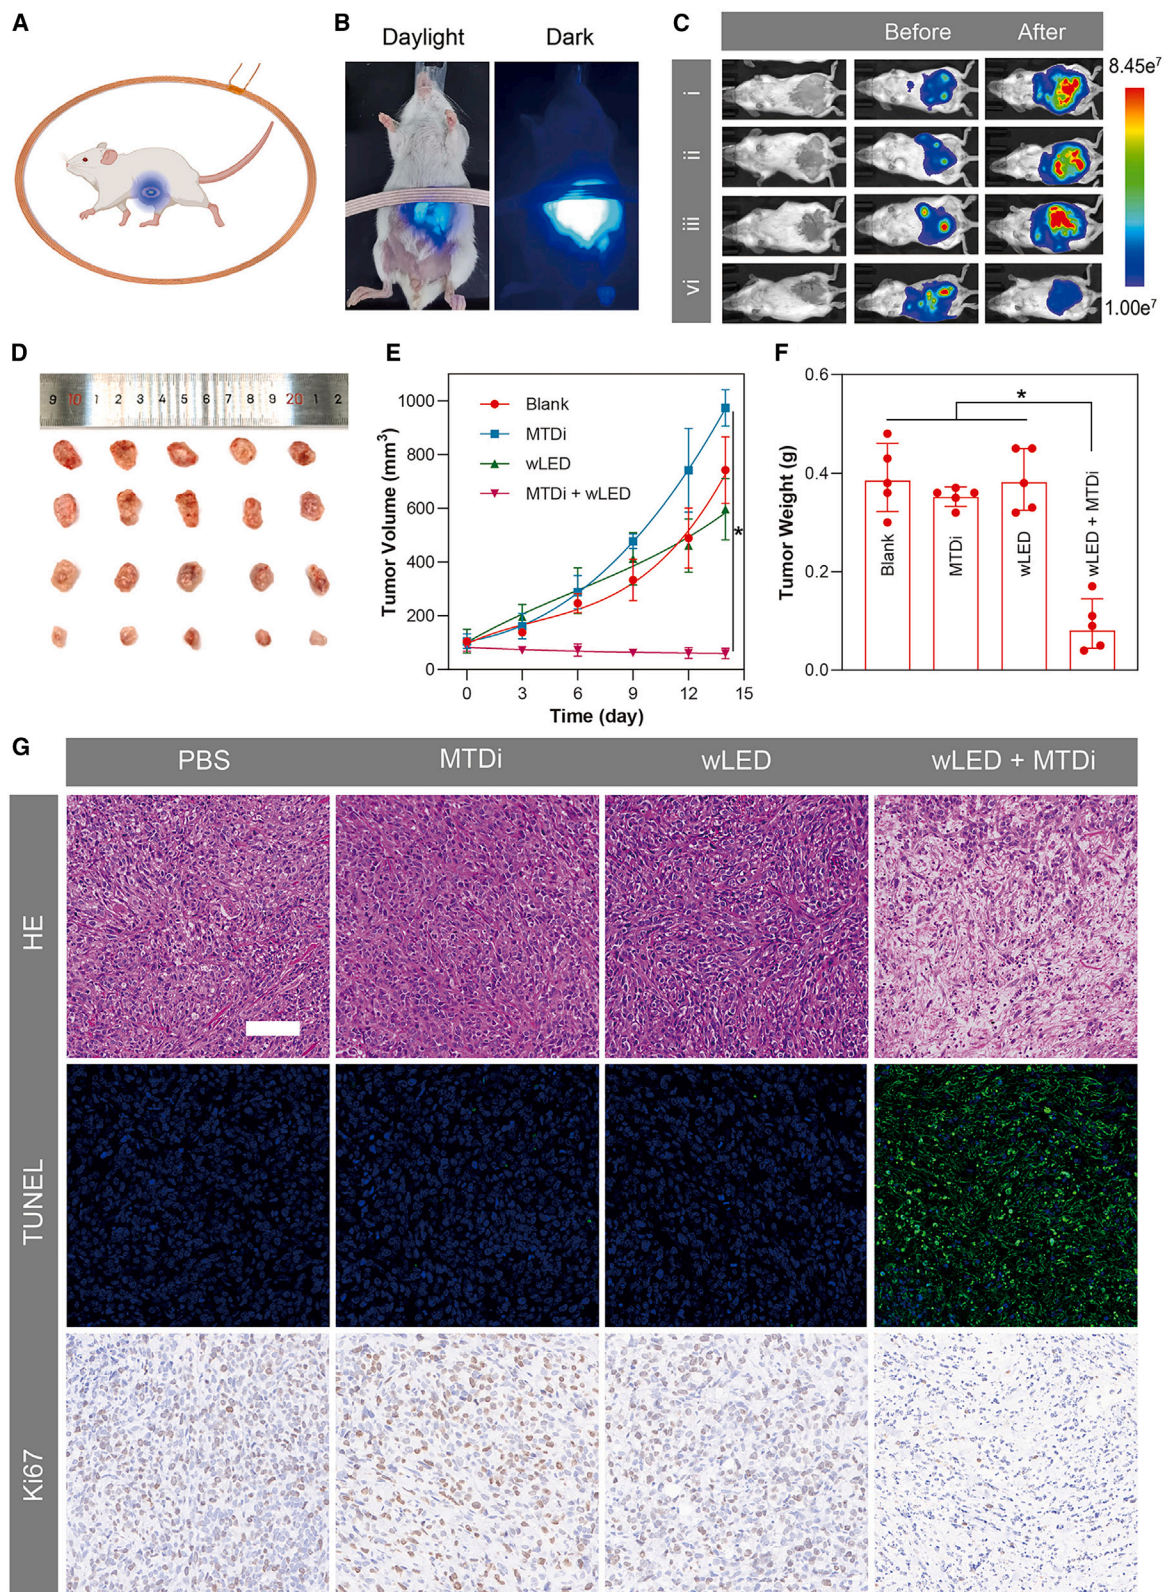 A
B
Daylight
Dark
C
Before
After
i
ii
iii
vi
8.45e⁷
1.00e⁷
D
9 10 1 2 3 4 5 6 7 8 9 20 1 2
E
Tumor Volume (mm³)
1000
800
600
400
200
0
Blank
MTDi
wLED
MTDi + wLED
*
0 3 6 9 12 15
Time (day)
F
Tumor Weight (g)
0.6
0.4
0.2
0.0
*
Blank
MTDi
wLED
wLED + MTDi
G
PBS
MTDi
wLED
wLED + MTDi
HE
TUNEL
Ki67